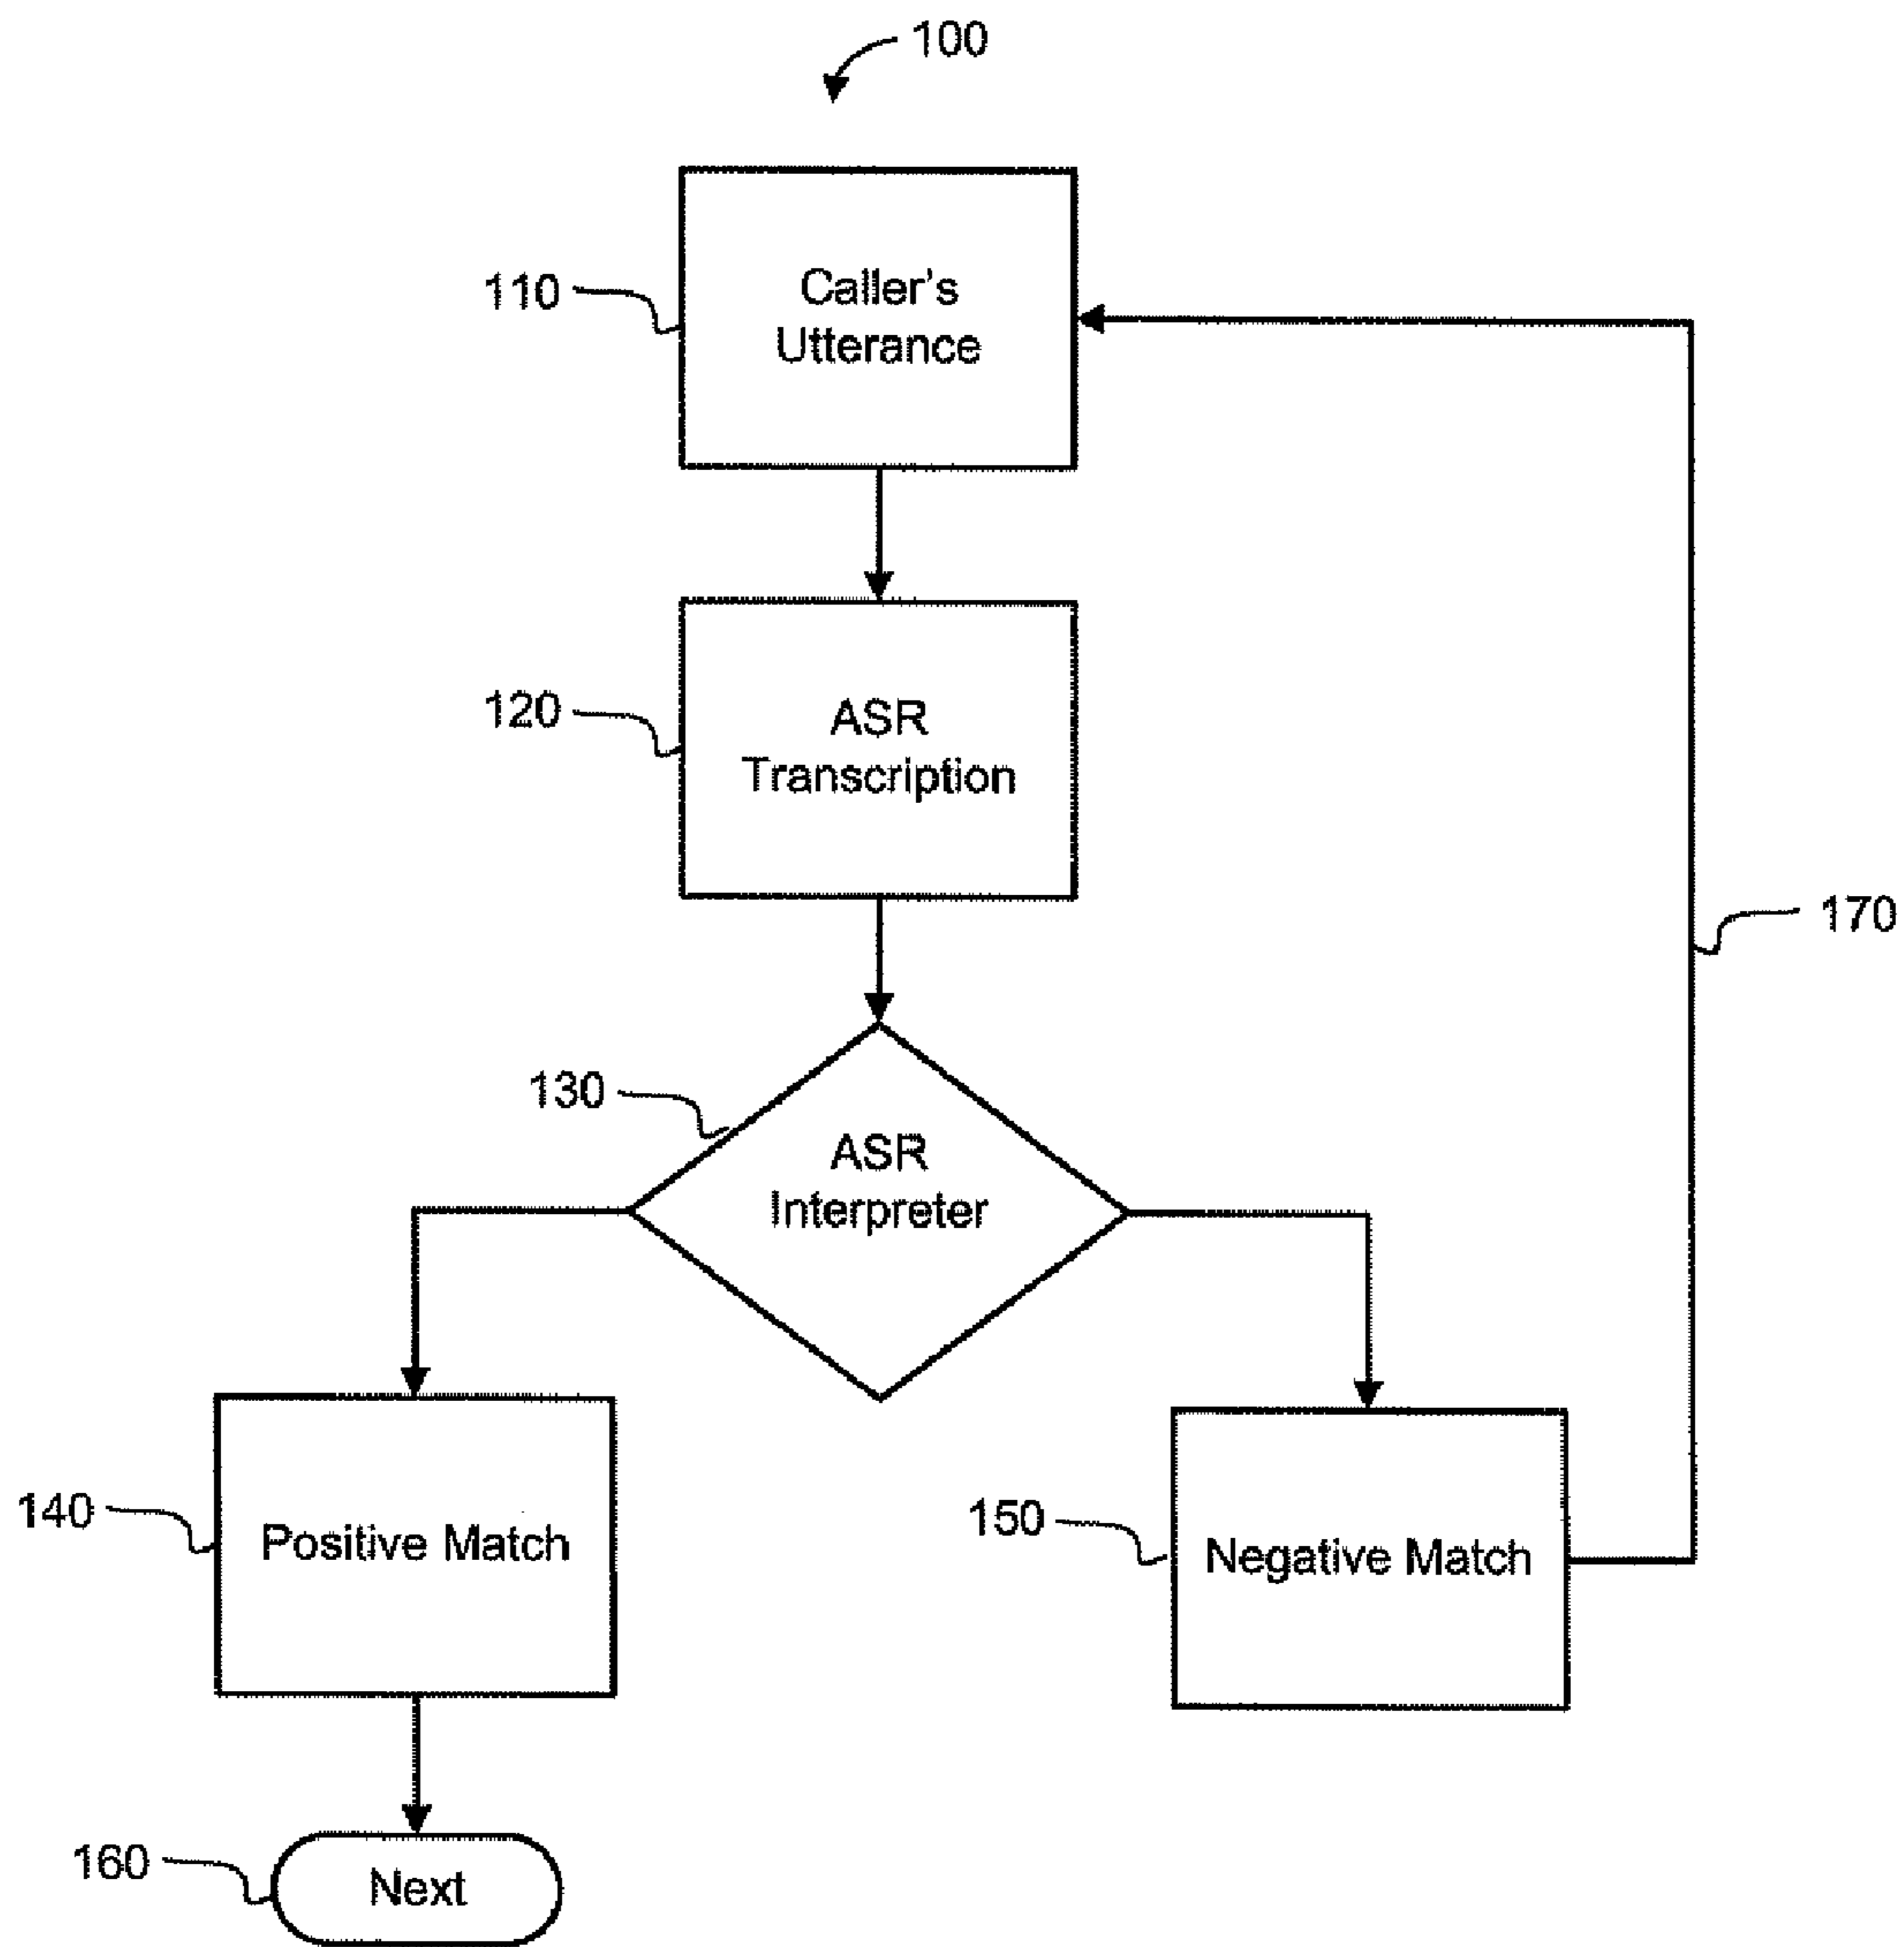 100
110
Caller's
Utterance
120
ASR
Transcription
170
130
ASR
Interpreter
140
Positive Match
150
Negative Match
160
Next